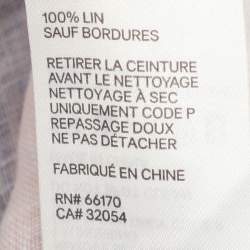 100% LIN
SAUF BORDURES
RETIRER LA CEINTURE
AVANT LE NETTOYAGE
NETTOYAGE À SEC
UNIQUEMENT CODE P
REPASSAGE DOUX
NE PAS DÉTACHER
FABRIQUÉ EN CHINE
RN# 66170
CA# 32054